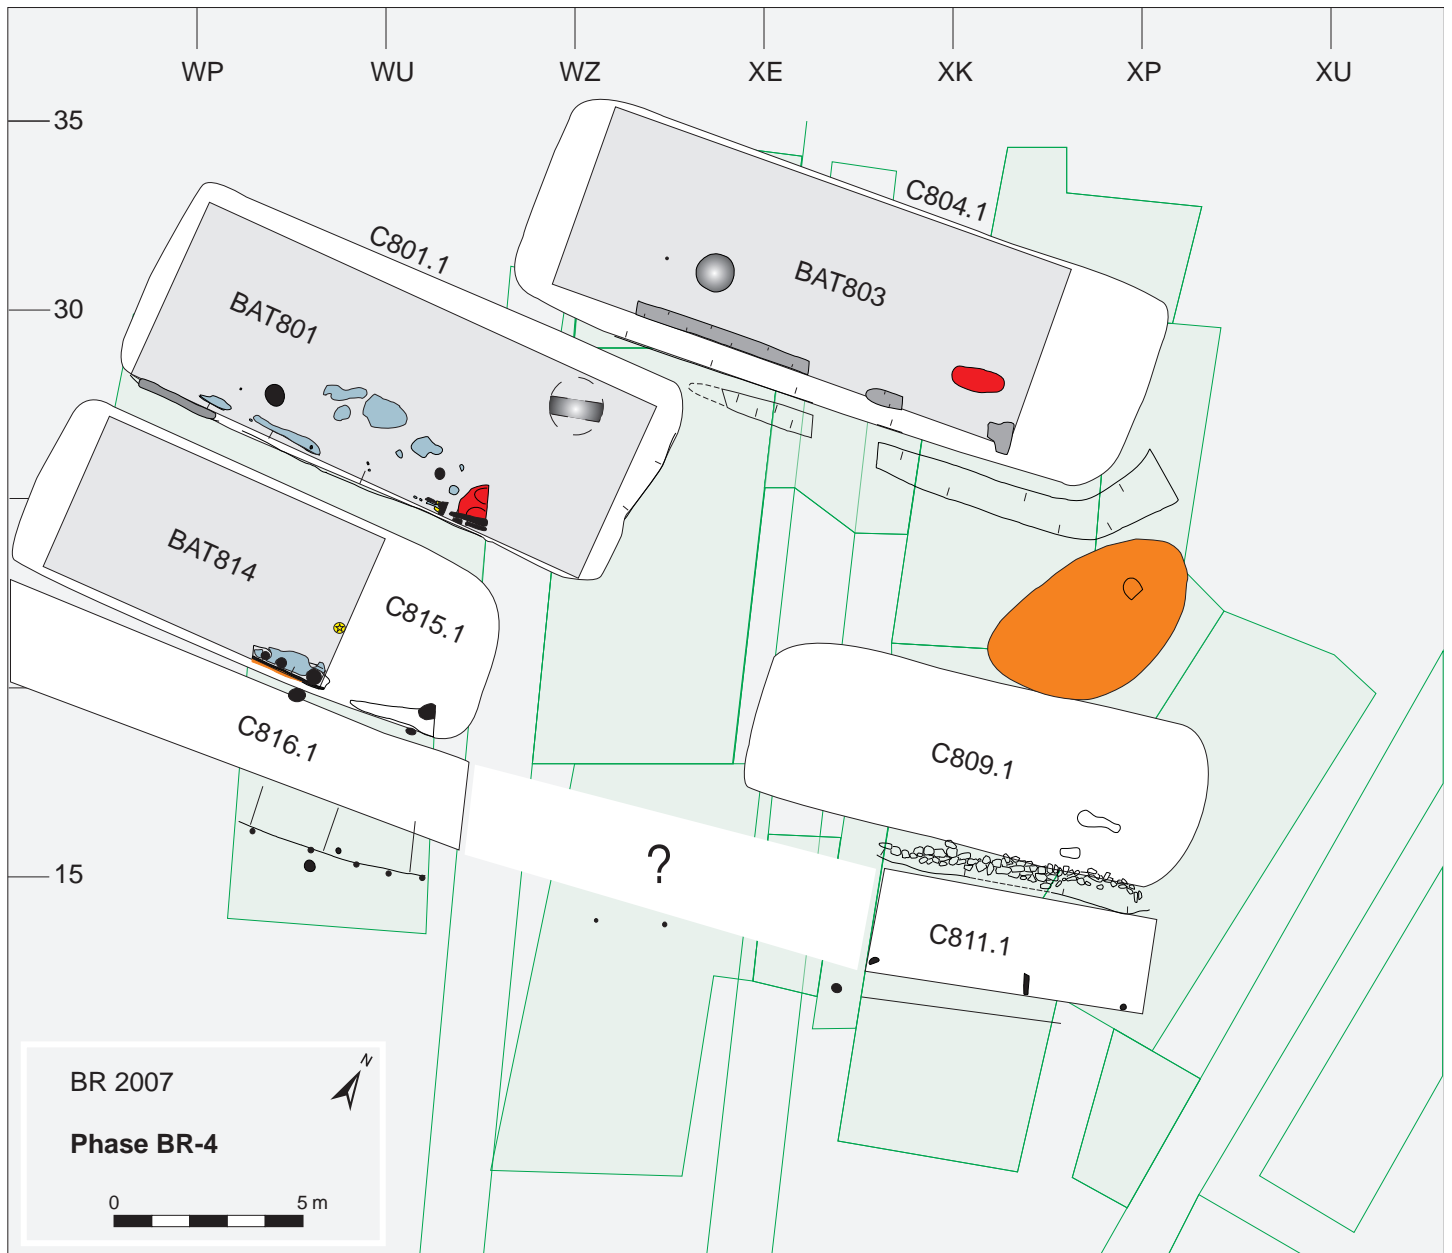 WP WU WZ XE XK XP XU
35
C804.1
C801.1
BAT803
BAT801
30
BAT814
C815.1
C816.1
C809.1
?
15
C811.1
N
BR 2007
Phase BR-4
0 5 m